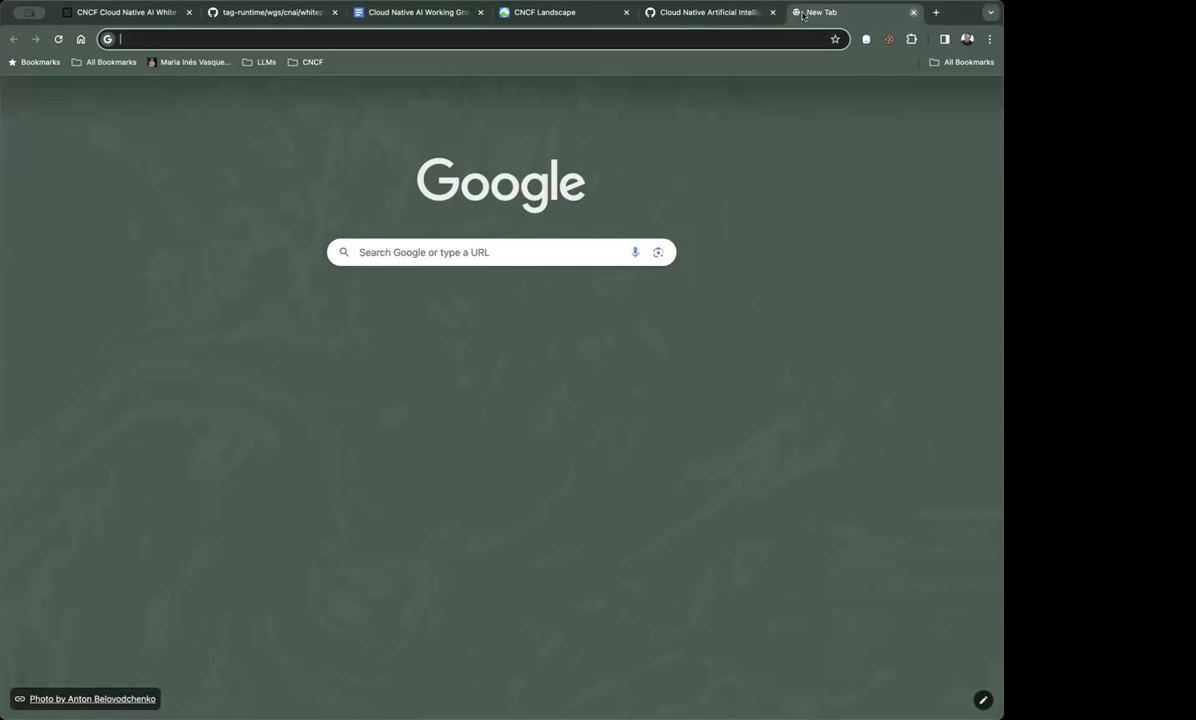 CNCF Cloud Native AI White
tag-runtime/wgs/cnai/whitep
Cloud Native AI Working Gro
CNCF Landscape
Cloud Native Artificial Intellig
New Tab
Bookmarks
All Bookmarks
Maria Inés Vasque...
LLMs
CNCF
All Bookmarks
Google
Search Google or type a URL
Photo by Anton Belovodchenko